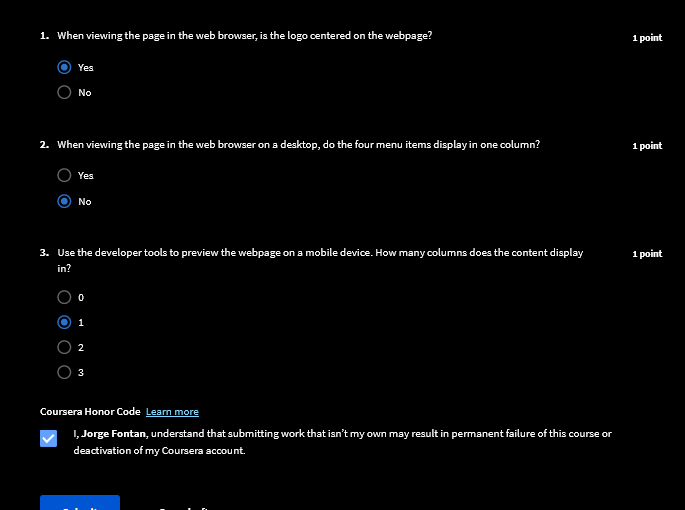 1. When viewing the page in the web browser, is the logo centered on the webpage?
1 point
Yes
No
2. When viewing the page in the web browser on a desktop, do the four menu items display in one column?
1 point
Yes
No
3. Use the developer tools to preview the webpage on a mobile device. How many columns does the content display
in?
1 point
0
1
2
3
Coursera Honor Code Learn more
I, Jorge Fontan, understand that submitting work that isn't my own may result in permanent failure of this course or
deactivation of my Coursera account.